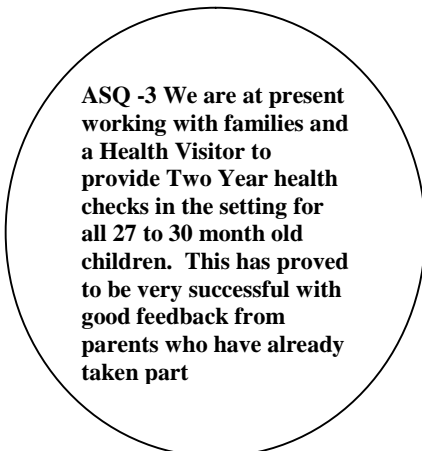 ASQ -3 We are at present
working with families and
a Health Visitor to
provide Two Year health
checks in the setting for
all 27 to 30 month old
children.  This has proved
to be very successful with
good feedback from
parents who have already
taken part